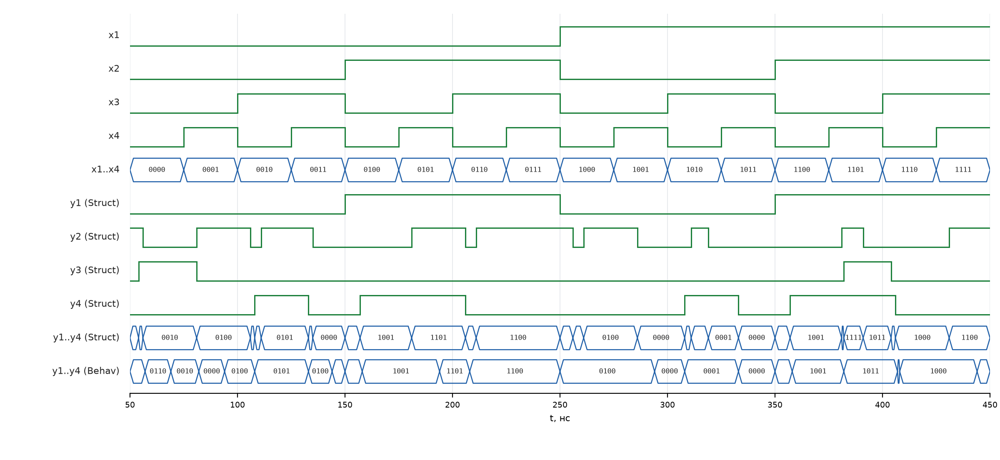 x1
x2
x3
x4
x1..x4 0000 0001 0010 0011 0100 0101 0110 0111 1000 1001 1010 1011 1100 1101 1110 1111
y1 (Struct)
y2 (Struct)
y3 (Struct)
y4 (Struct)
y1..y4 (Struct) 0010 0100 0101 0000 1001 1101 1100 0100 0000 0001 0000 1001 1111 1011 1000 1100
y1..y4 (Behav) 0110 0010 0000 0100 0101 0100 1001 1101 1100 0100 0000 0001 0000 1001 1011 1000
50 100 150 200 250 300 350 400 450
t, нс